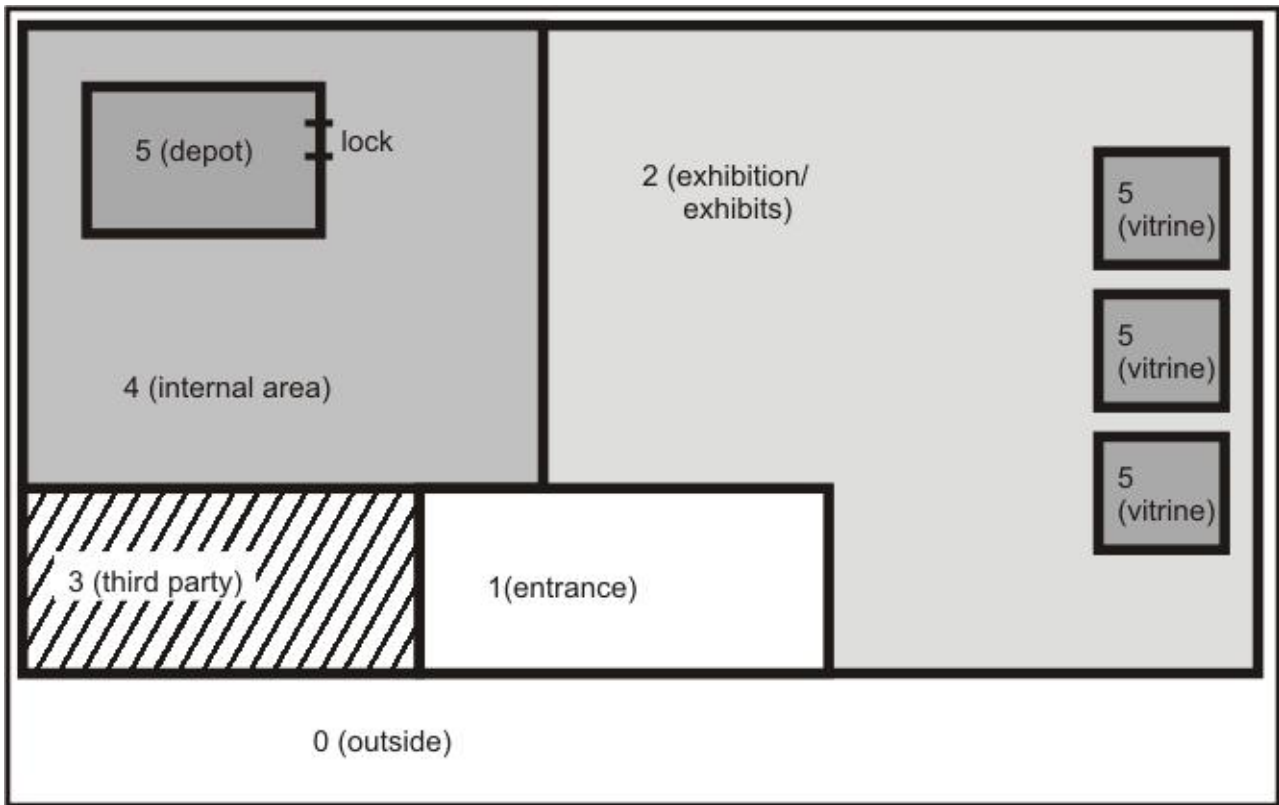 5 (depot)
lock
2 (exhibition/
exhibits)
5
(vitrine)
5
(vitrine)
4 (internal area)
5
(vitrine)
3 (third party)
1(entrance)
0 (outside)